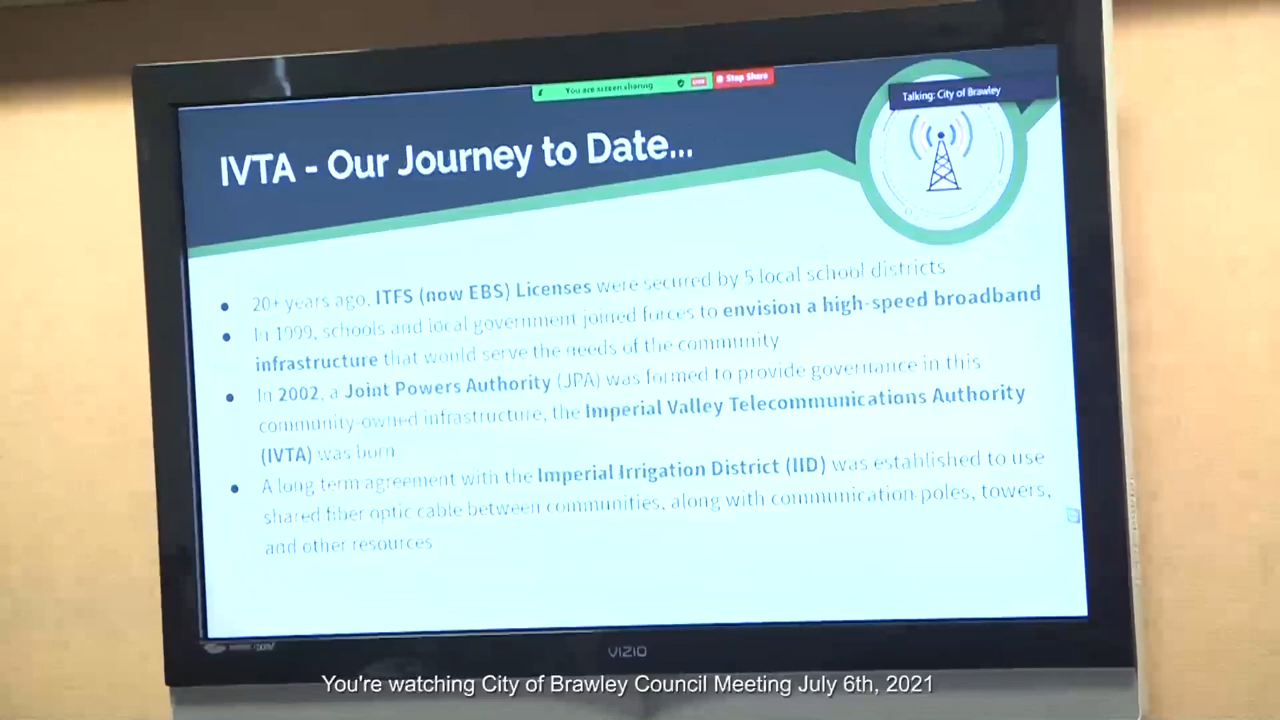 You are screen sharing
LIVE
Stop Share
Talking: City of Brawley
IVTA - Our Journey to Date...
• 20+ years ago, ITFS (now EBS) Licenses were secured by 5 local school districts
• In 1999, schools and local government joined forces to envision a high-speed broadband
infrastructure that would serve the needs of the community
• In 2002, a Joint Powers Authority (JPA) was formed to provide governance in this
community-owned infrastructure, the Imperial Valley Telecommunications Authority
(IVTA) was born
• A long term agreement with the Imperial Irrigation District (IID) was established to use
shared fiber optic cable between communities, along with communication poles, towers,
and other resources
VIZIO
You're watching City of Brawley Council Meeting July 6th, 2021